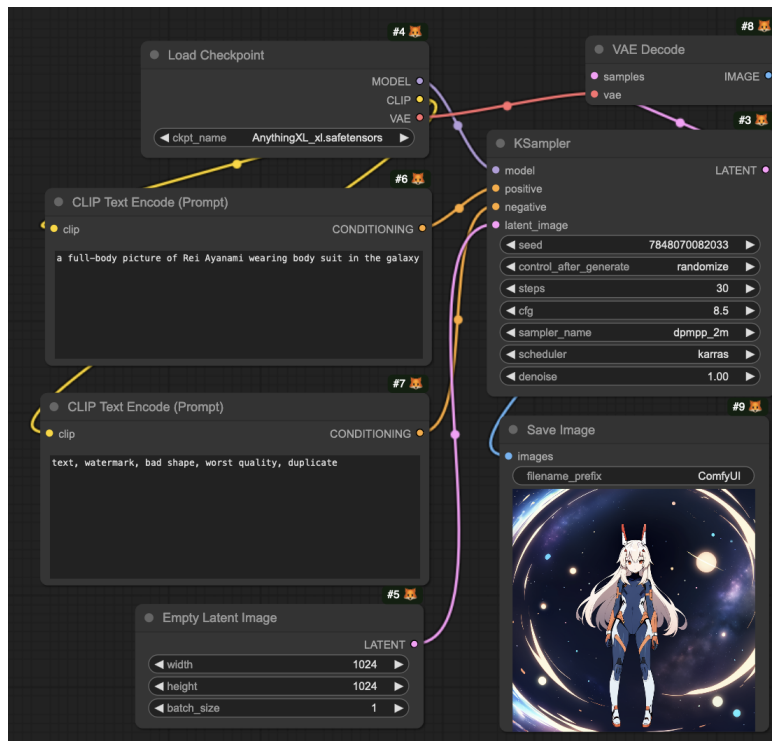 #4
Load Checkpoint
MODEL
CLIP
VAE
ckpt_name AnythingXL_xl.safetensors
#8
VAE Decode
samples IMAGE
vae
#6
CLIP Text Encode (Prompt)
clip CONDITIONING
a full-body picture of Rei Ayanami wearing body suit in the galaxy
#3
KSampler
model LATENT
positive
negative
latent_image
seed 7848070082033
control_after_generate randomize
steps 30
cfg 8.5
sampler_name dpmpp_2m
scheduler karras
denoise 1.00
#7
CLIP Text Encode (Prompt)
clip CONDITIONING
text, watermark, bad shape, worst quality, duplicate
#9
Save Image
images
filename_prefix ComfyUI
#5
Empty Latent Image
LATENT
width 1024
height 1024
batch_size 1